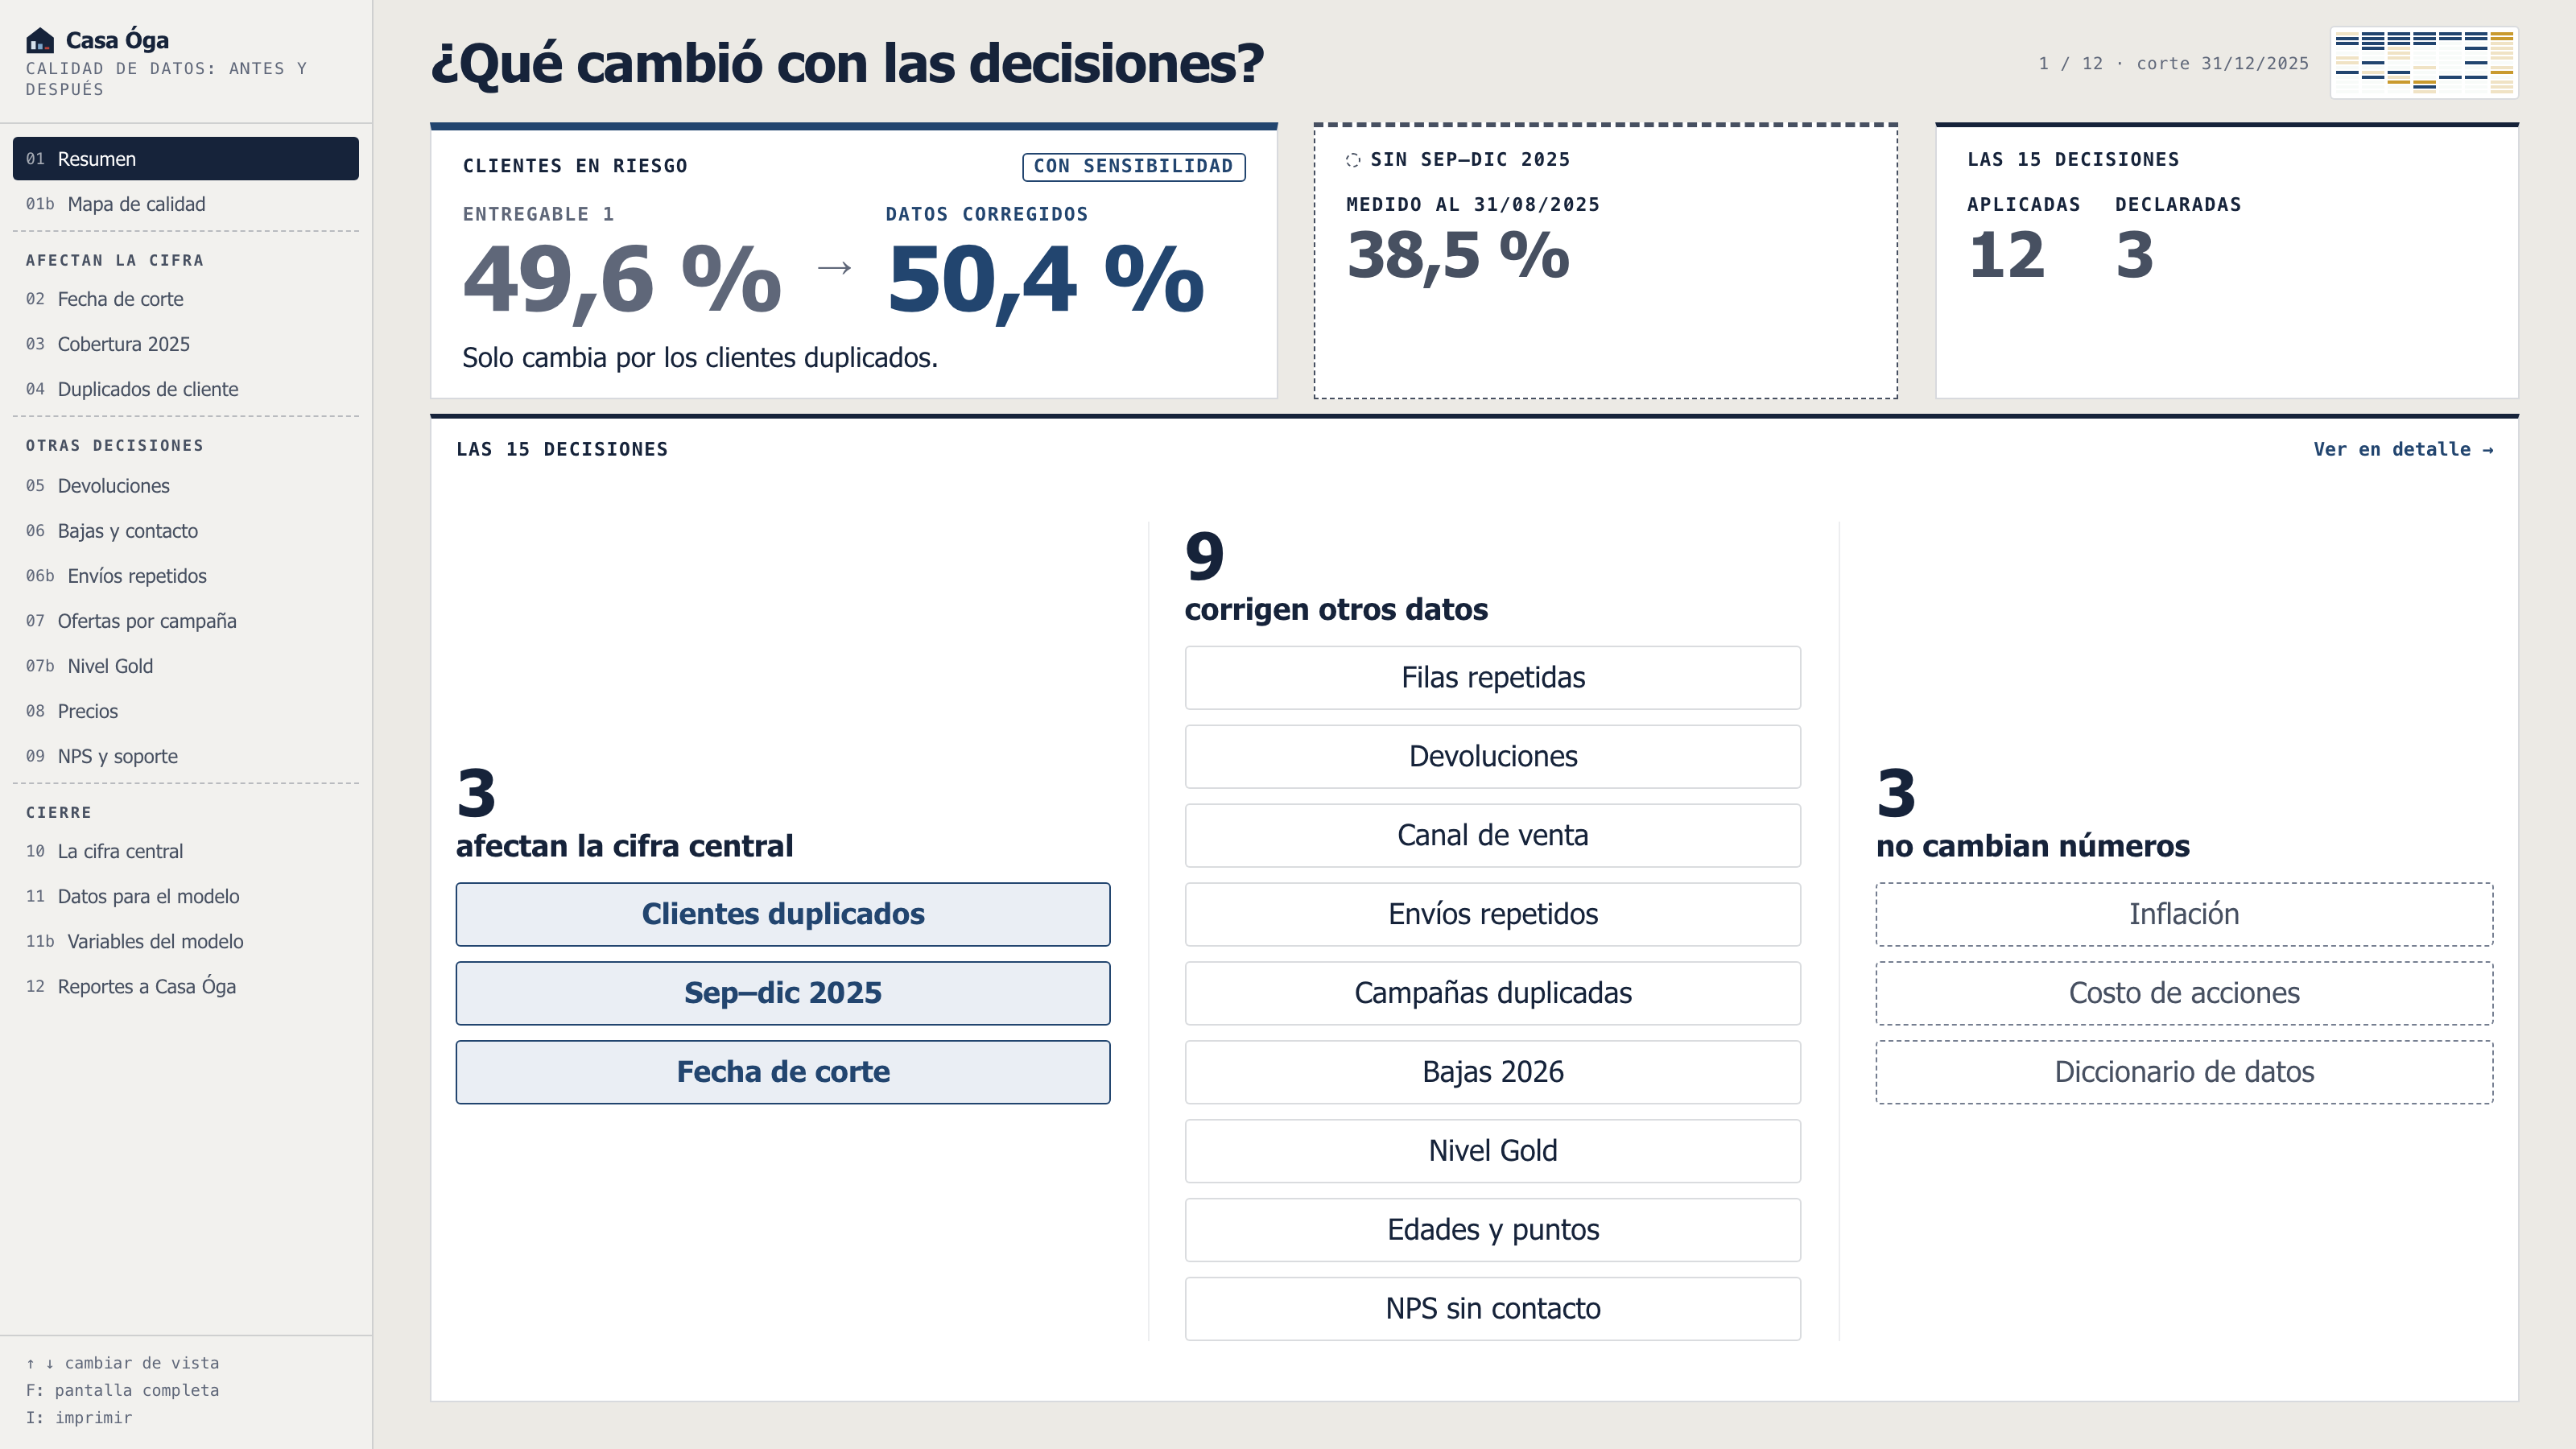 Casa Óga
CALIDAD DE DATOS: ANTES Y
DESPUÉS
01 Resumen
01b Mapa de calidad
AFECTAN LA CIFRA
02 Fecha de corte
03 Cobertura 2025
04 Duplicados de cliente
OTRAS DECISIONES
05 Devoluciones
06 Bajas y contacto
06b Envíos repetidos
07 Ofertas por campaña
07b Nivel Gold
08 Precios
09 NPS y soporte
CIERRE
10 La cifra central
11 Datos para el modelo
11b Variables del modelo
12 Reportes a Casa Óga
↑ ↓ cambiar de vista
F: pantalla completa
I: imprimir
¿Qué cambió con las decisiones?
1 / 12 · corte 31/12/2025
CLIENTES EN RIESGO
CON SENSIBILIDAD
ENTREGABLE 1
49,6 %
→
DATOS CORREGIDOS
50,4 %
Solo cambia por los clientes duplicados.
SIN SEP–DIC 2025
MEDIDO AL 31/08/2025
38,5 %
LAS 15 DECISIONES
APLICADAS
12
DECLARADAS
3
LAS 15 DECISIONES
Ver en detalle →
3
afectan la cifra central
Clientes duplicados
Sep–dic 2025
Fecha de corte
9
corrigen otros datos
Filas repetidas
Devoluciones
Canal de venta
Envíos repetidos
Campañas duplicadas
Bajas 2026
Nivel Gold
Edades y puntos
NPS sin contacto
3
no cambian números
Inflación
Costo de acciones
Diccionario de datos